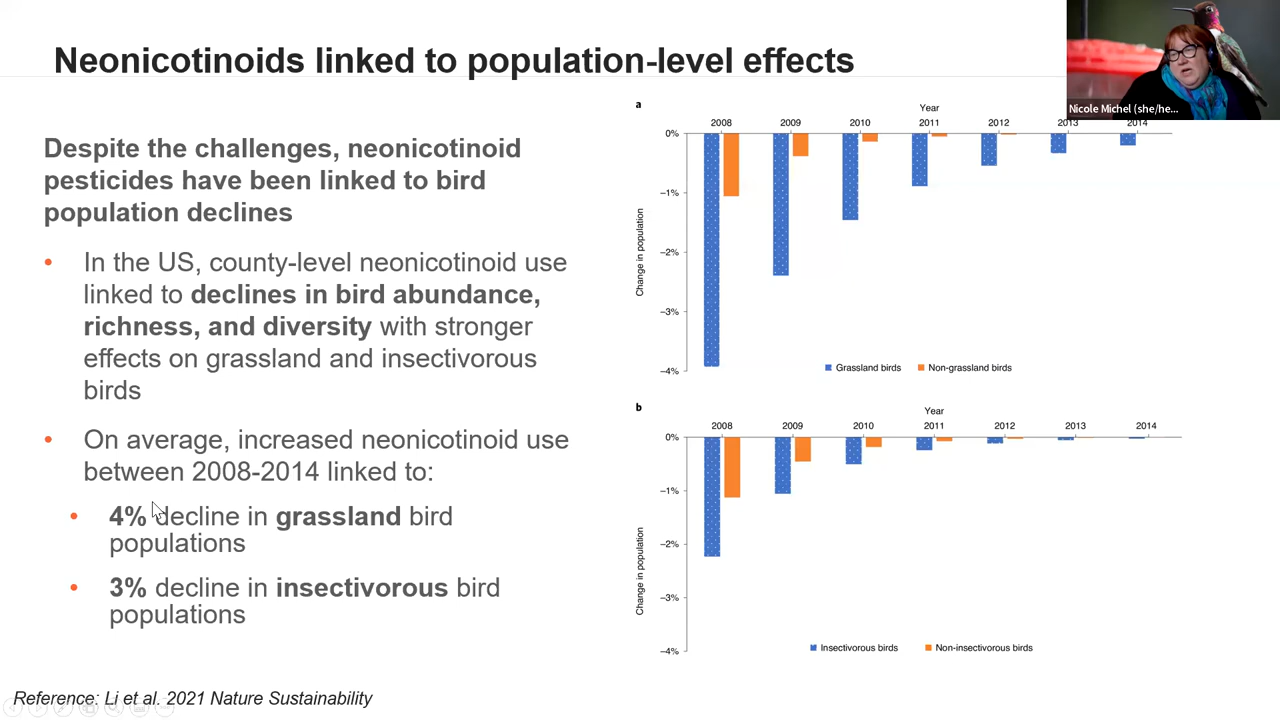 Neonicotinoids linked to population-level effects
Nicole Michel (she/he...
Despite the challenges, neonicotinoid
pesticides have been linked to bird
population declines
• In the US, county-level neonicotinoid use
linked to declines in bird abundance,
richness, and diversity with stronger
effects on grassland and insectivorous
birds
• On average, increased neonicotinoid use
between 2008-2014 linked to:
• 4% decline in grassland bird
populations
• 3% decline in insectivorous bird
populations
Reference: Li et al. 2021 Nature Sustainability
a
Year
2008 2009 2010 2011 2012 2013 2014
0%
–1%
–2%
–3%
–4%
Change in population
Grassland birds Non-grassland birds
b
Year
2008 2009 2010 2011 2012 2013 2014
0%
–1%
–2%
–3%
–4%
Change in population
Insectivorous birds Non-insectivorous birds